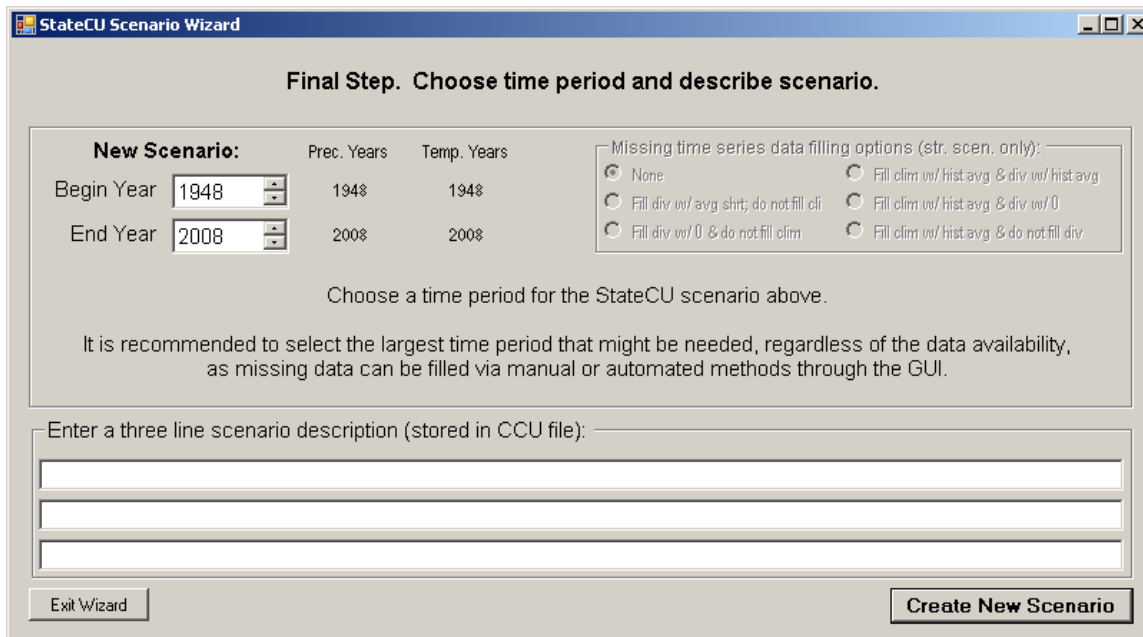 StateCU Scenario Wizard
Final Step.  Choose time period and describe scenario.
New Scenario: Prec. Years Temp. Years
Begin Year 1948 1948 1948
End Year 2008 2008 2008
Missing time series data filling options (str. scen. only):
None Fill clim w/ hist avg & div w/ hist avg
Fill div w/ avg shrt; do not fill cli Fill clim w/ hist avg & div w/ 0
Fill div w/ 0 & do not fill clim Fill clim w/ hist avg & do not fill div
Choose a time period for the StateCU scenario above.
It is recommended to select the largest time period that might be needed, regardless of the data availability,
as missing data can be filled via manual or automated methods through the GUI.
Enter a three line scenario description (stored in CCU file):
Exit Wizard Create New Scenario